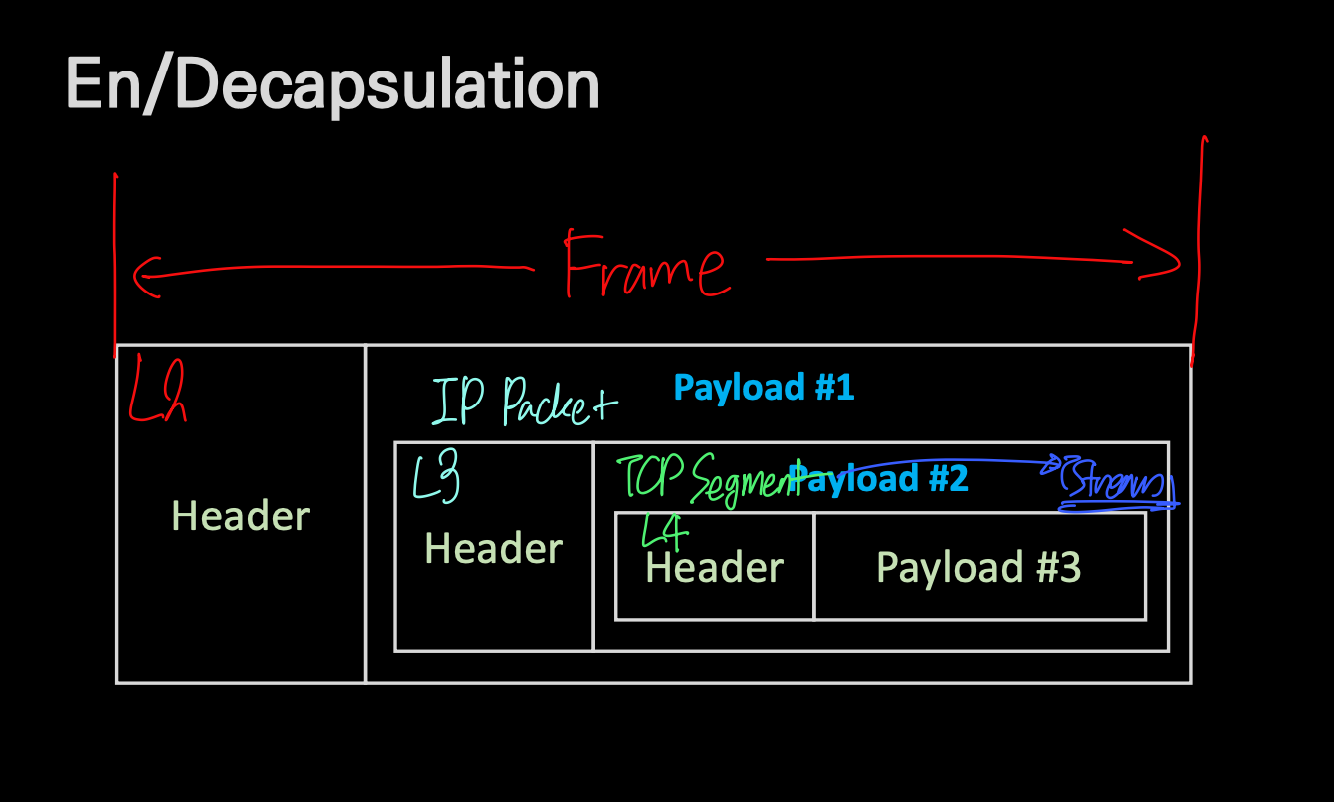 En/Decapsulation
Frame
L2
IP Packet
Payload #1
L3
TCP Segment
Payload #2
(Stream)
Header
L4
Header
Header
Payload #3